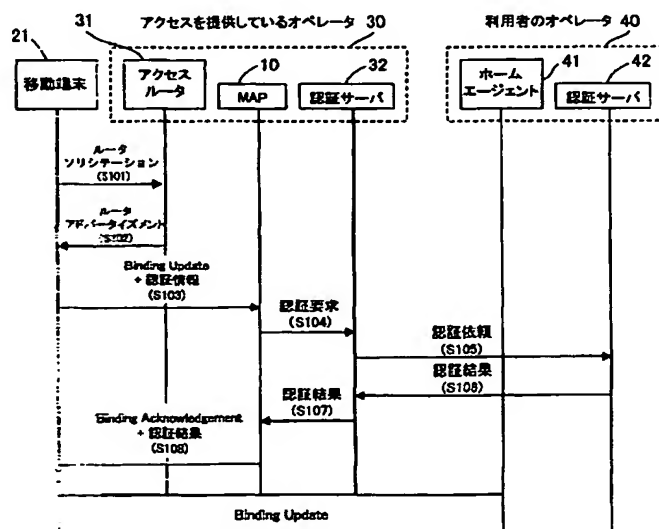 アクセスを提供しているオペレータ 30
利用者のオペレータ 40
21
31
10
32
41
42
移動端末
アクセス
ルータ
MAP
認証サーバ
ホーム
エージェント
認証サーバ
ルータ
ソリシテーション
(S101)
ルータ
アドバータイズメント
(S102)
Binding Update
+ 認証情報
(S103)
認証要求
(S104)
認証依頼
(S105)
認証結果
(S108)
認証結果
(S107)
Binding Acknowledgement
+ 認証結果
(S108)
Binding Update